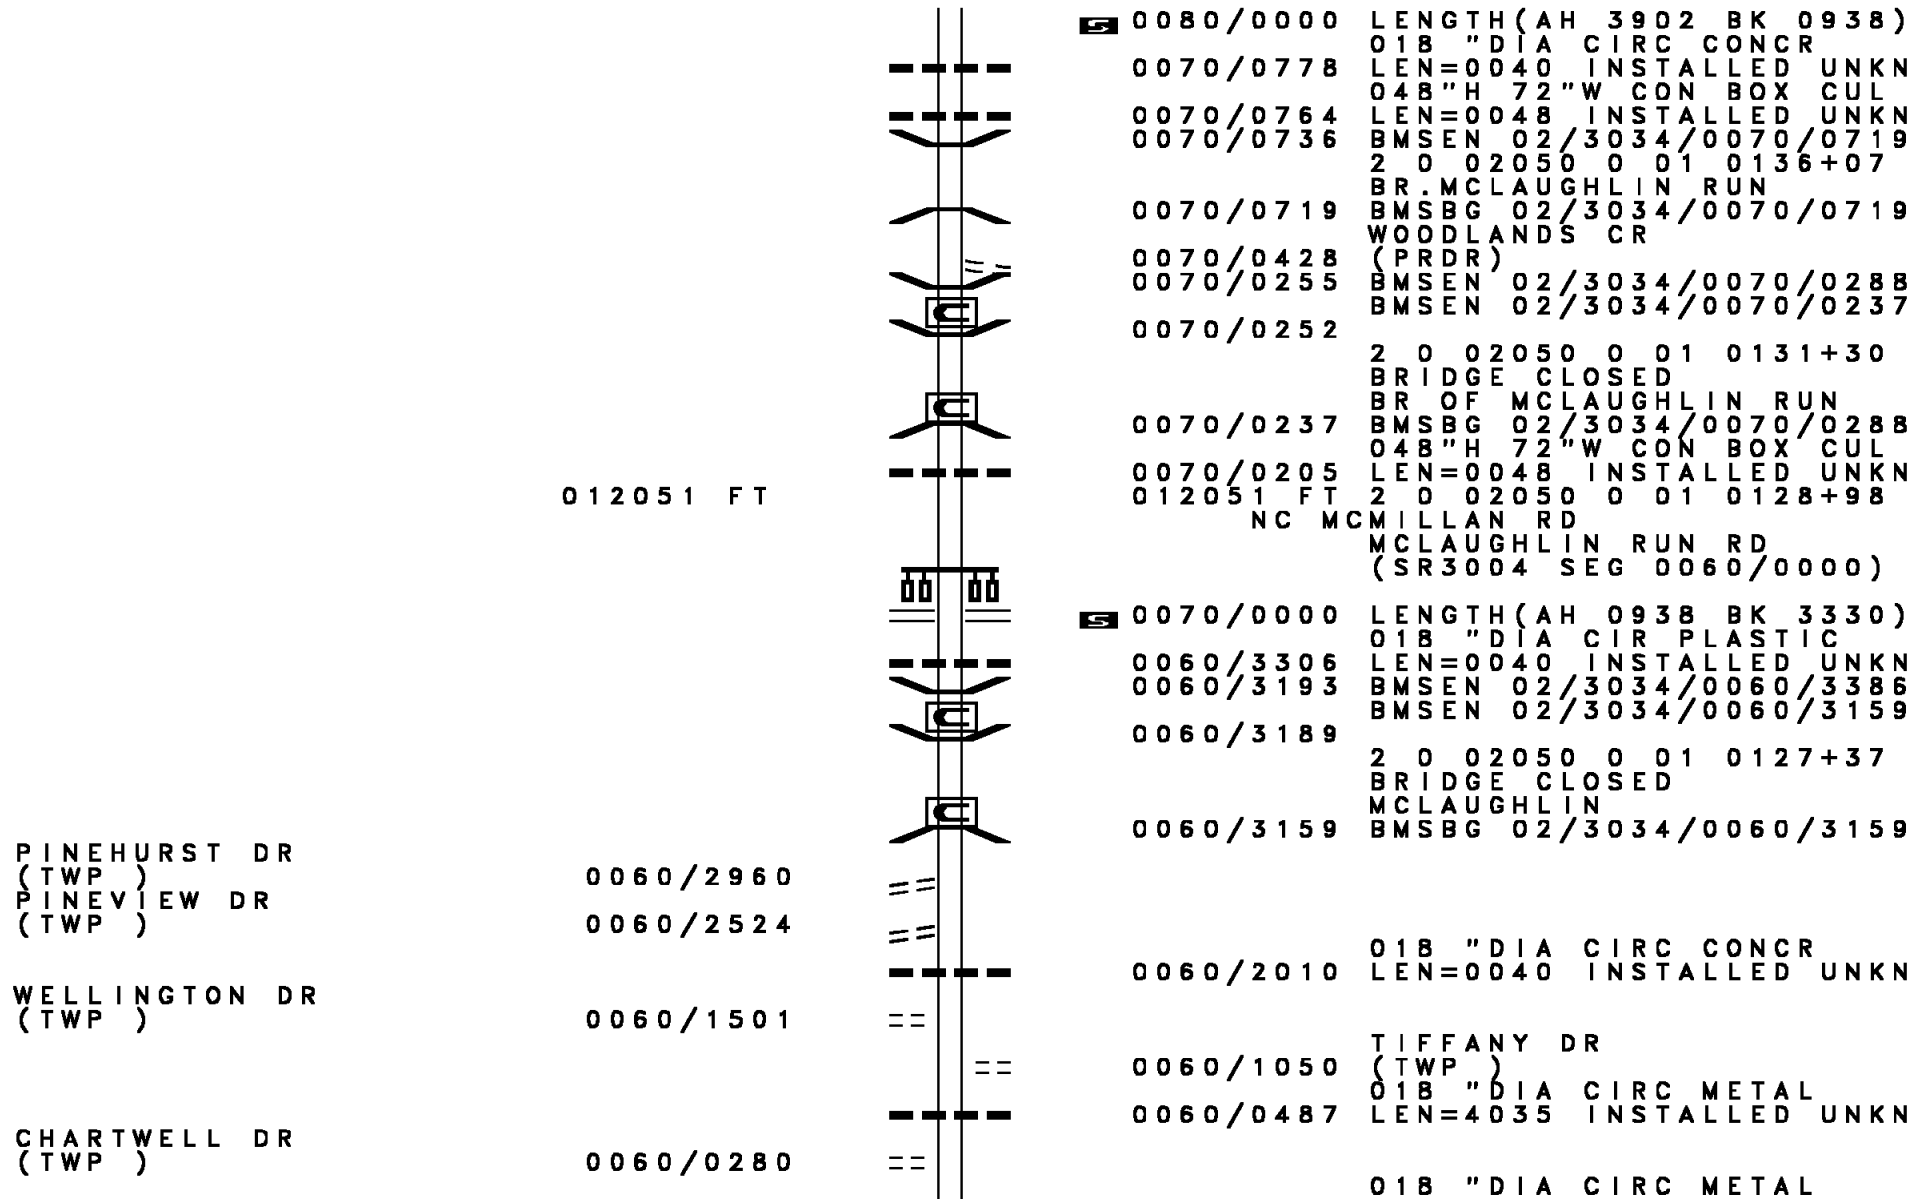 S 0080/0000 LENGTH(AH 3902 BK 0938)
018 "DIA CIRC CONCR
0070/0778 LEN=0040 INSTALLED UNKN
048"H 72"W CON BOX CUL
0070/0764 LEN=0048 INSTALLED UNKN
0070/0736 BMSEN 02/3034/0070/0719
2 0 02050 0 01 0136+07
BR.MCLAUGHLIN RUN
0070/0719 BMSBG 02/3034/0070/0719
WOODLANDS CR
0070/0428 (PRDR)
0070/0255 BMSEN 02/3034/0070/0288
BMSEN 02/3034/0070/0237
0070/0252
2 0 02050 0 01 0131+30
BRIDGE CLOSED
BR OF MCLAUGHLIN RUN
0070/0237 BMSBG 02/3034/0070/0288
048"H 72"W CON BOX CUL
0070/0205 LEN=0048 INSTALLED UNKN
012051 FT 012051 FT 2 0 02050 0 01 0128+98
NC MCMILLAN RD
MCLAUGHLIN RUN RD
(SR3004 SEG 0060/0000)
S 0070/0000 LENGTH(AH 0938 BK 3330)
018 "DIA CIR PLASTIC
0060/3306 LEN=0040 INSTALLED UNKN
0060/3193 BMSEN 02/3034/0060/3386
BMSEN 02/3034/0060/3159
0060/3189
2 0 02050 0 01 0127+37
BRIDGE CLOSED
MCLAUGHLIN
0060/3159 BMSBG 02/3034/0060/3159
PINEHURST DR
(TWP ) 0060/2960
PINEVIEW DR
(TWP ) 0060/2524
018 "DIA CIRC CONCR
0060/2010 LEN=0040 INSTALLED UNKN
WELLINGTON DR
(TWP ) 0060/1501
TIFFANY DR
0060/1050 (TWP )
018 "DIA CIRC METAL
0060/0487 LEN=4035 INSTALLED UNKN
CHARTWELL DR
(TWP ) 0060/0280
018 "DIA CIRC METAL